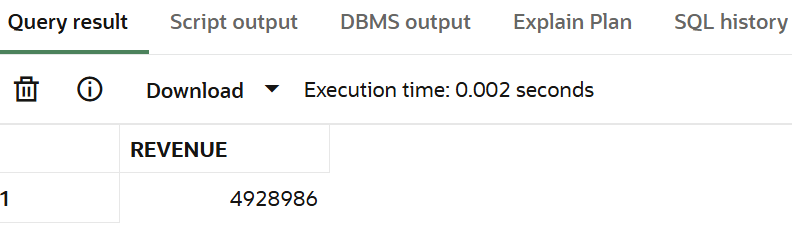 Query result Script output DBMS output Explain Plan SQL history
Download Execution time: 0.002 seconds
REVENUE
1 4928986